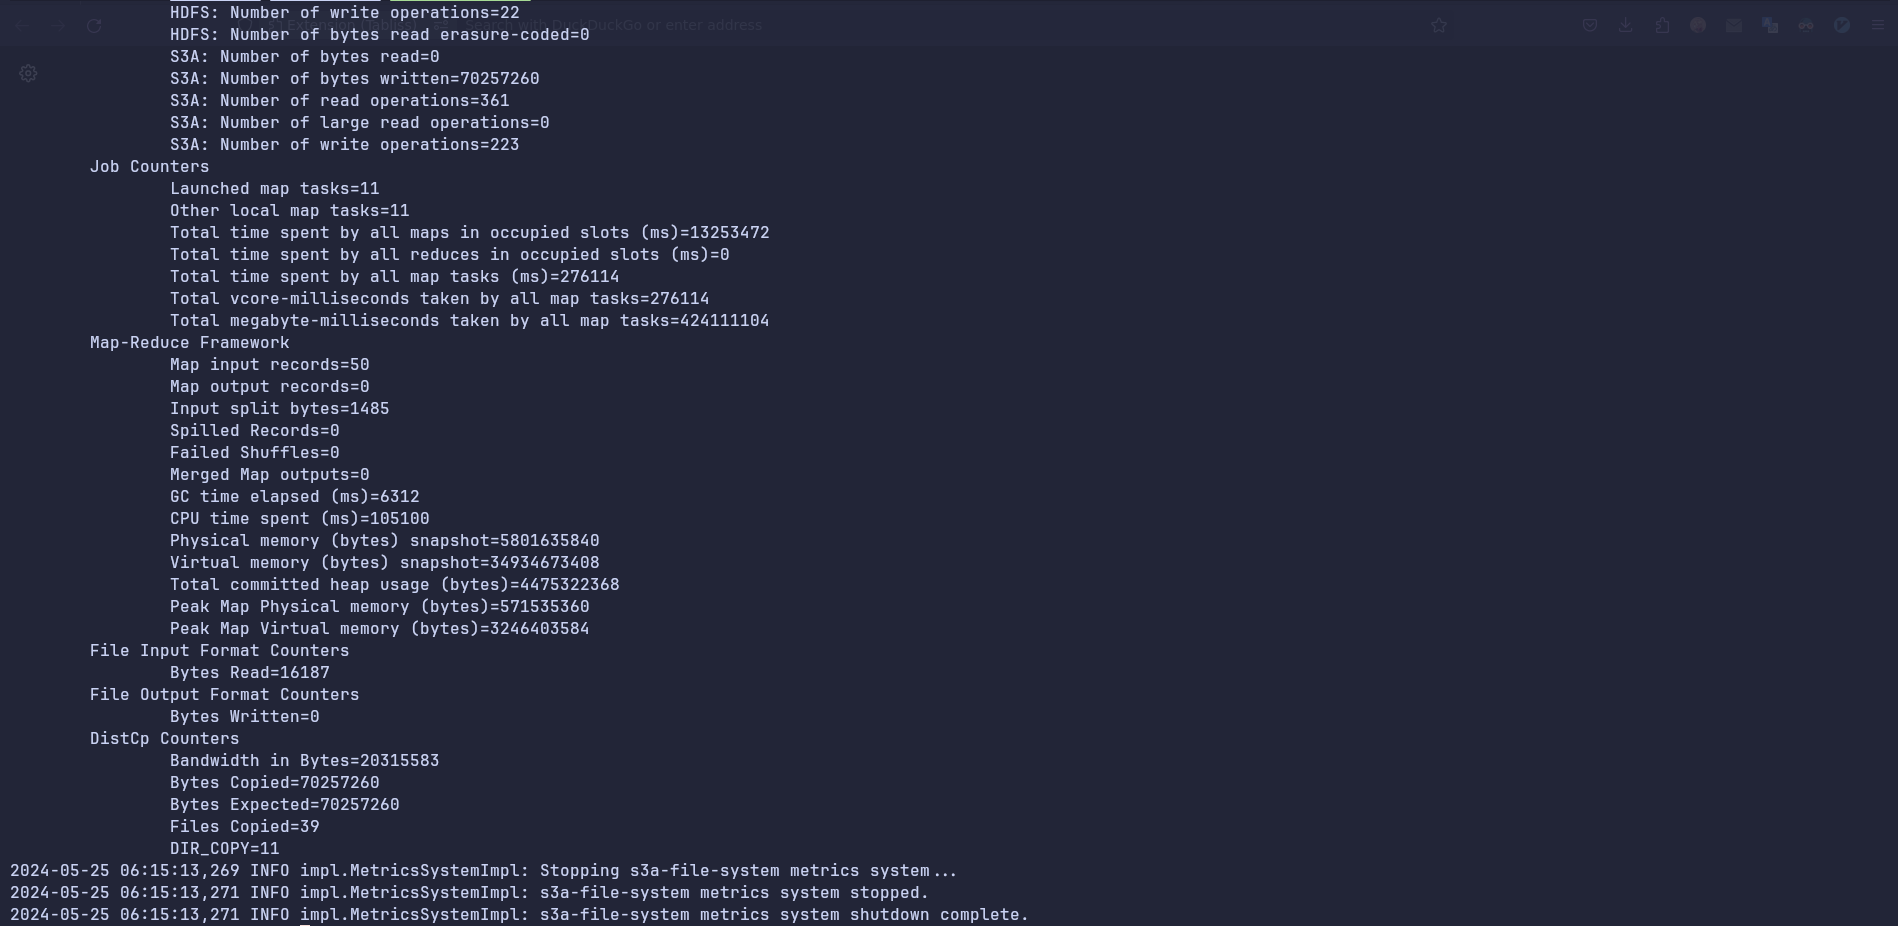 HDFS: Number of write operations=22
Search with DuckDuckGo or enter address
HDFS: Number of bytes read erasure-coded=0
S3A: Number of bytes read=0
S3A: Number of bytes written=70257260
S3A: Number of read operations=361
S3A: Number of large read operations=0
S3A: Number of write operations=223
Job Counters
Launched map tasks=11
Other local map tasks=11
Total time spent by all maps in occupied slots (ms)=13253472
Total time spent by all reduces in occupied slots (ms)=0
Total time spent by all map tasks (ms)=276114
Total vcore-milliseconds taken by all map tasks=276114
Total megabyte-milliseconds taken by all map tasks=424111104
Map-Reduce Framework
Map input records=50
Map output records=0
Input split bytes=1485
Spilled Records=0
Failed Shuffles=0
Merged Map outputs=0
GC time elapsed (ms)=6312
CPU time spent (ms)=105100
Physical memory (bytes) snapshot=5801635840
Virtual memory (bytes) snapshot=34934673408
Total committed heap usage (bytes)=4475322368
Peak Map Physical memory (bytes)=571535360
Peak Map Virtual memory (bytes)=3246403584
File Input Format Counters
Bytes Read=16187
File Output Format Counters
Bytes Written=0
DistCp Counters
Bandwidth in Bytes=20315583
Bytes Copied=70257260
Bytes Expected=70257260
Files Copied=39
DIR_COPY=11
2024-05-25 06:15:13,269 INFO impl.MetricsSystemImpl: Stopping s3a-file-system metrics system...
2024-05-25 06:15:13,271 INFO impl.MetricsSystemImpl: s3a-file-system metrics system stopped.
2024-05-25 06:15:13,271 INFO impl.MetricsSystemImpl: s3a-file-system metrics system shutdown complete.